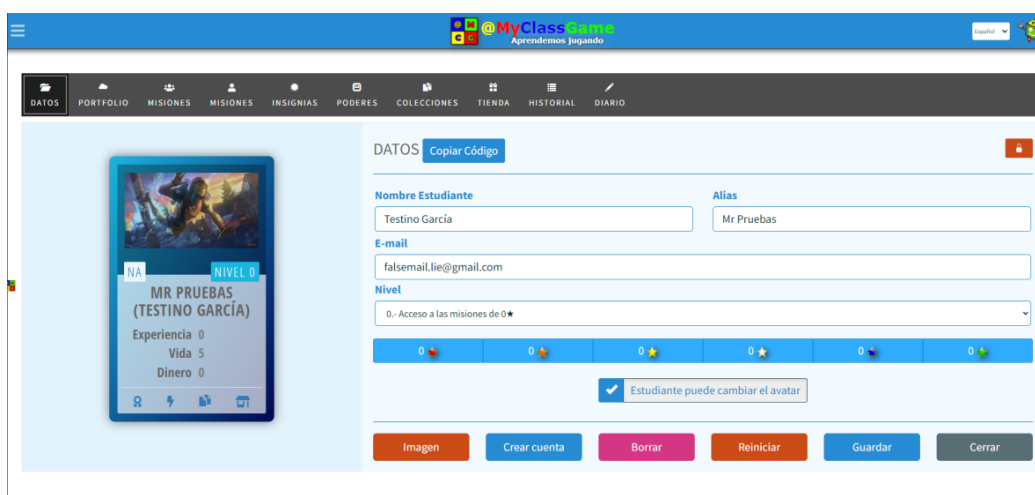 @MyClassGame
Aprendemos jugando
Español
DATOS PORTFOLIO MISIONES MISIONES INSIGNIAS PODERES COLECCIONES TIENDA HISTORIAL DIARIO
NA NIVEL 0
MR PRUEBAS
(TESTINO GARCÍA)
Experiencia 0
Vida 5
Dinero 0
DATOS Copiar Código
Nombre Estudiante Alias
Testino García Mr Pruebas
E-mail
falsemail.lie@gmail.com
Nivel
0.- Acceso a las misiones de 0★
0 0 0 0 0 0
Estudiante puede cambiar el avatar
Imagen Crear cuenta Borrar Reiniciar Guardar Cerrar